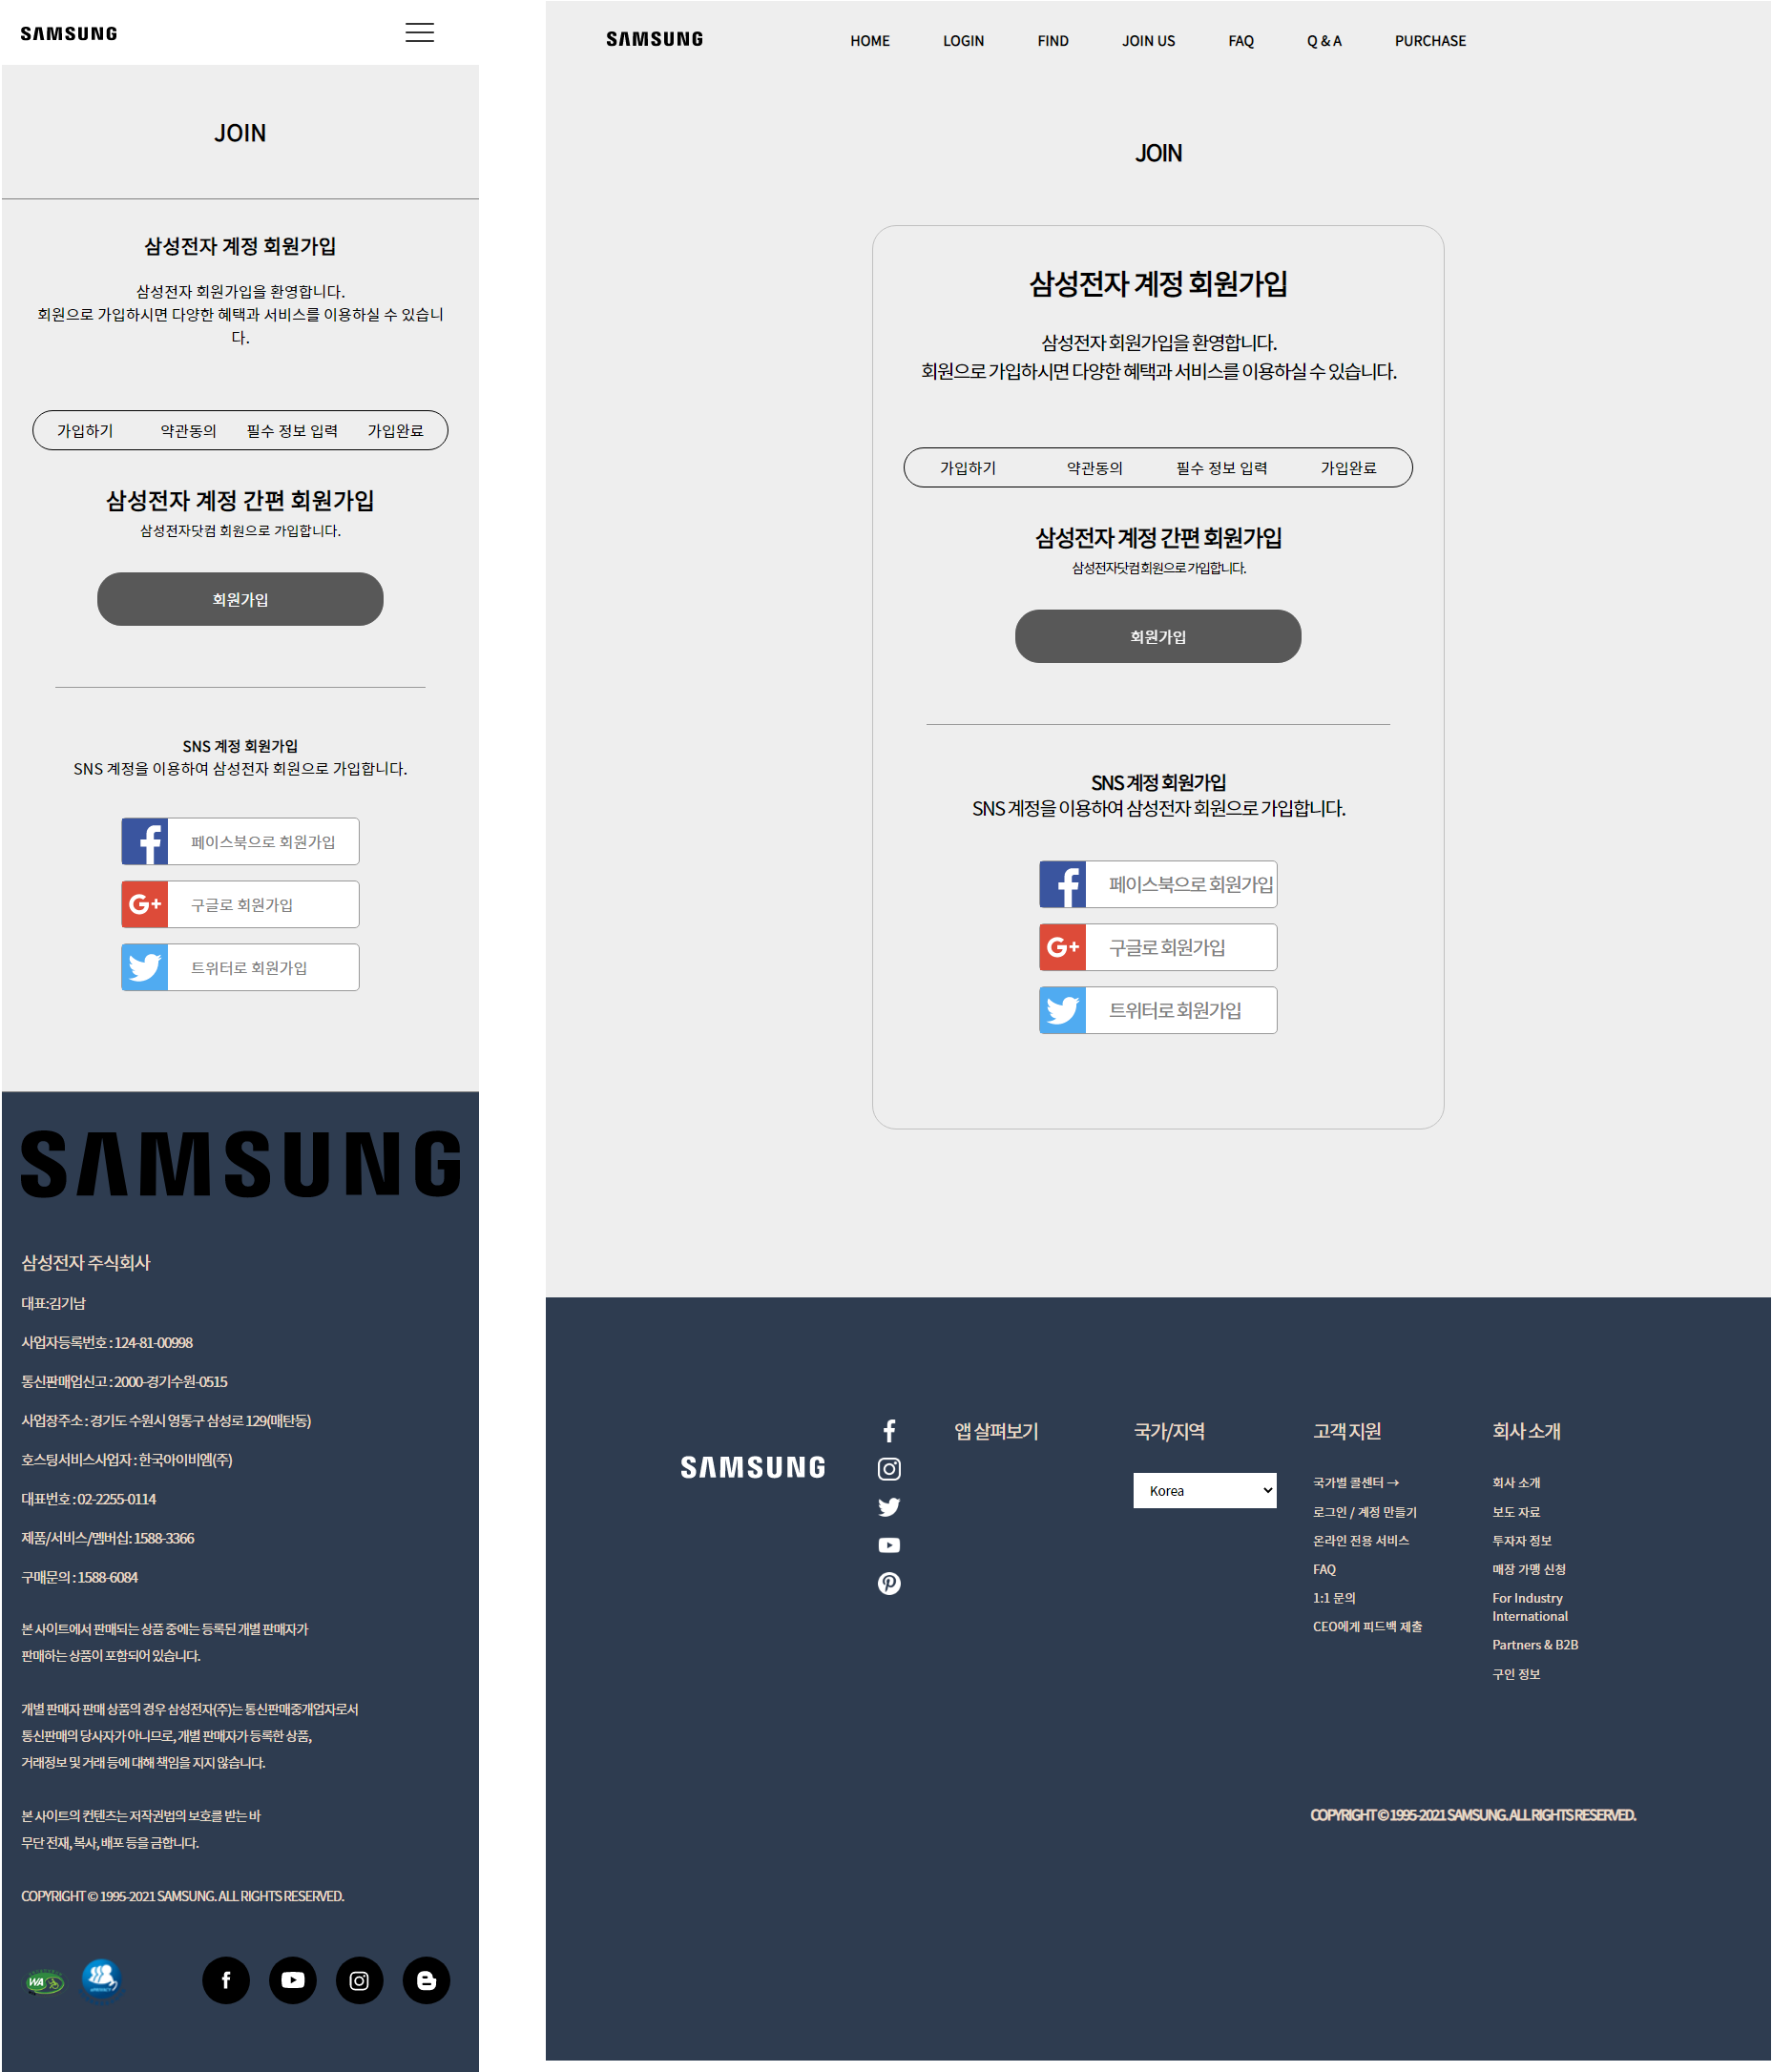 SAMSUNG
JOIN
삼성전자 계정 회원가입
삼성전자 회원가입을 환영합니다.
회원으로 가입하시면 다양한 혜택과 서비스를 이용하실 수 있습니
다.
가입하기 약관동의 필수 정보 입력 가입완료
삼성전자 계정 간편 회원가입
삼성전자닷컴 회원으로 가입합니다.
회원가입
SNS 계정 회원가입
SNS 계정을 이용하여 삼성전자 회원으로 가입합니다.
페이스북으로 회원가입
G+ 구글로 회원가입
트위터로 회원가입
SAMSUNG
삼성전자 주식회사
대표:김기남
사업자등록번호 : 124-81-00998
통신판매업신고 : 2000-경기수원-0515
사업장주소 : 경기도 수원시 영통구 삼성로 129(매탄동)
호스팅서비스사업자 : 한국아이비엠(주)
대표번호 : 02-2255-0114
제품/서비스/멤버십: 1588-3366
구매문의 : 1588-6084
본 사이트에서 판매되는 상품 중에는 등록된 개별 판매자가
판매하는 상품이 포함되어 있습니다.
개별 판매자 판매 상품의 경우 삼성전자(주)는 통신판매중개업자로서
통신판매의 당사자가 아니므로, 개별 판매자가 등록한 상품,
거래정보 및 거래 등에 대해 책임을 지지 않습니다.
본 사이트의 컨텐츠는 저작권법의 보호를 받는 바
무단 전재, 복사, 배포 등을 금합니다.
COPYRIGHT © 1995-2021 SAMSUNG. ALL RIGHTS RESERVED.
WA
SAMSUNG HOME LOGIN FIND JOIN US FAQ Q & A PURCHASE
JOIN
삼성전자 계정 회원가입
삼성전자 회원가입을 환영합니다.
회원으로 가입하시면 다양한 혜택과 서비스를 이용하실 수 있습니다.
가입하기 약관동의 필수 정보 입력 가입완료
삼성전자 계정 간편 회원가입
삼성전자닷컴 회원으로 가입합니다.
회원가입
SNS 계정 회원가입
SNS 계정을 이용하여 삼성전자 회원으로 가입합니다.
페이스북으로 회원가입
G+ 구글로 회원가입
트위터로 회원가입
SAMSUNG
앱 살펴보기
국가/지역
Korea
고객 지원
국가별 콜센터 →
로그인 / 계정 만들기
온라인 전용 서비스
FAQ
1:1 문의
CEO에게 피드백 제출
회사 소개
회사 소개
보도 자료
투자자 정보
매장 가맹 신청
For Industry
International
Partners & B2B
구인 정보
COPYRIGHT © 1995-2021 SAMSUNG. ALL RIGHTS RESERVED.